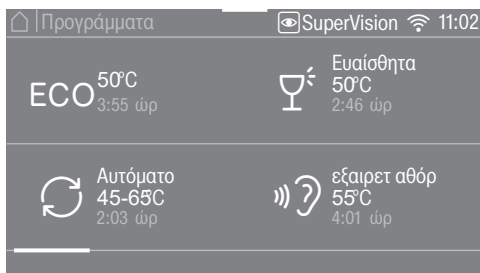 Προγράμματα SuperVision 11:02
ECO 50°C
3:55 ώρ
Ευαίσθητα
50°C
2:46 ώρ
Αυτόματο
45-65°C
2:03 ώρ
εξαιρετ αθόρ
55°C
4:01 ώρ